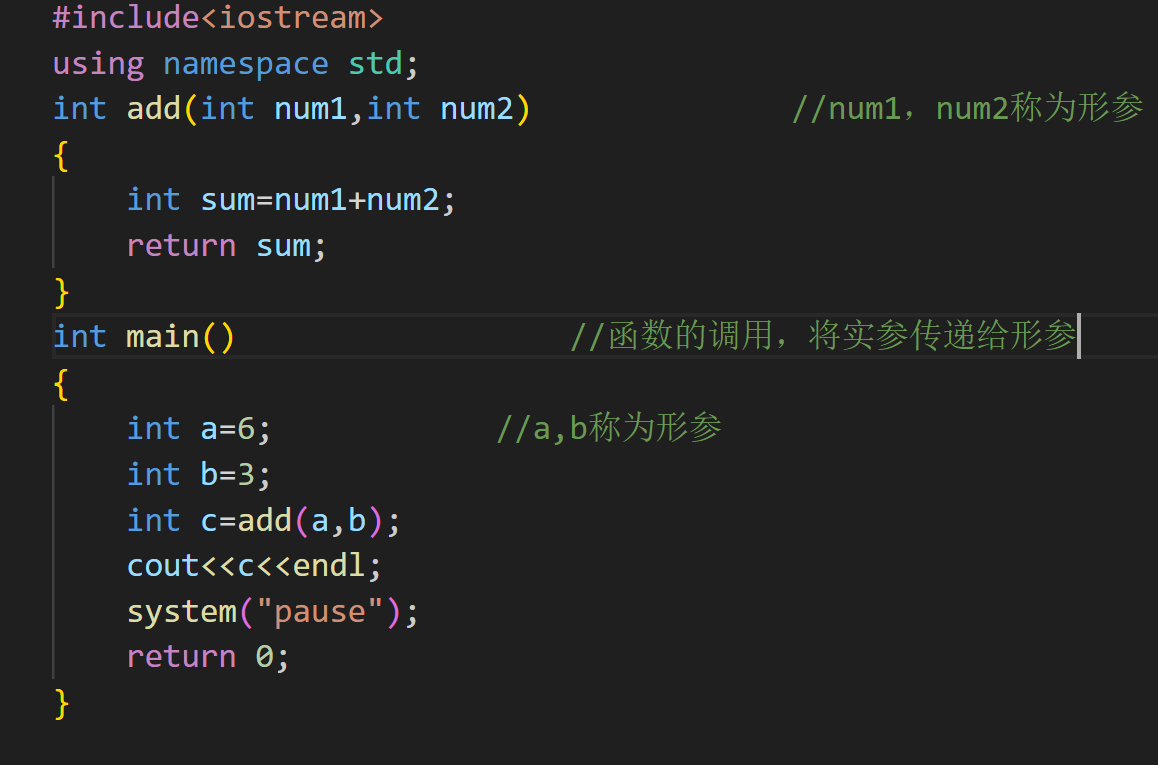 #include<iostream>
using namespace std;
int add(int num1,int num2)              //num1，num2称为形参
{
    int sum=num1+num2;
    return sum;
}
int main()                  //函数的调用，将实参传递给形参
{
    int a=6;            //a,b称为形参
    int b=3;
    int c=add(a,b);
    cout<<c<<endl;
    system("pause");
    return 0;
}